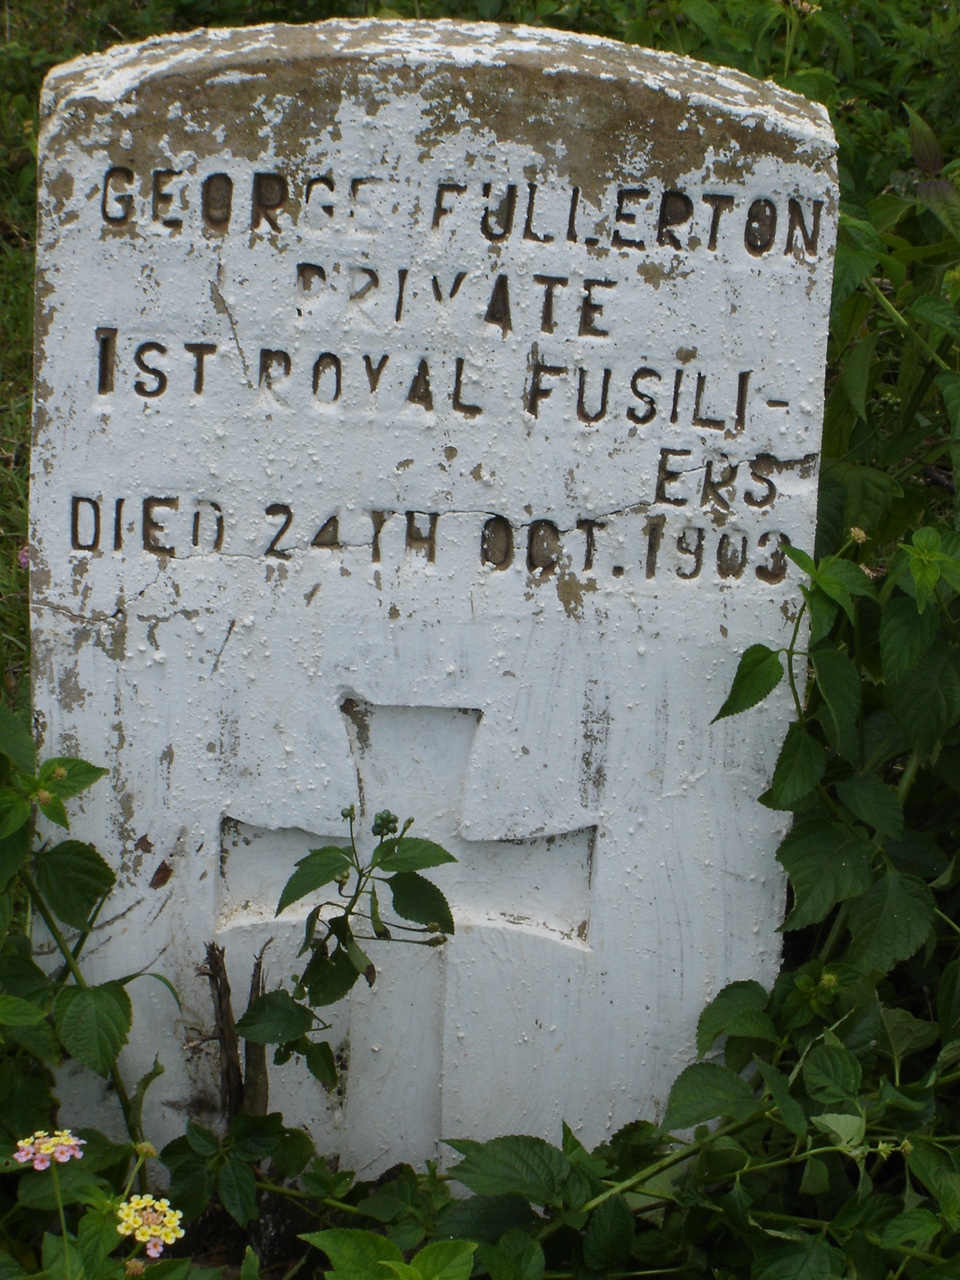 GEORGE FULLERTON
PRIVATE
1ST ROYAL FUSILI-
ERS
DIED 24TH OCT. 1903